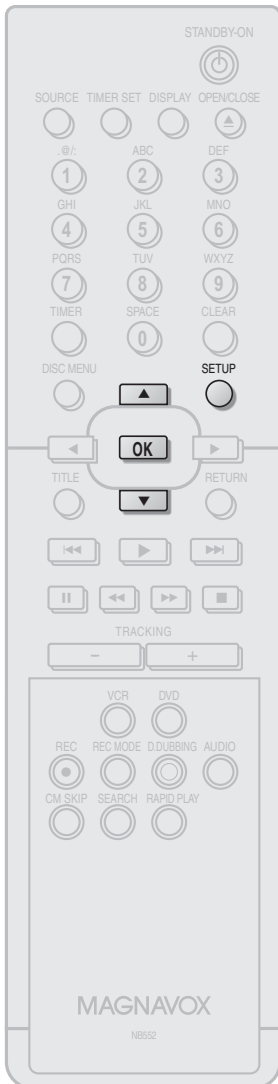 STANDBY-ON
SOURCE TIMER SET DISPLAY OPEN/CLOSE
.@/: ABC DEF
1 2 3
GHI JKL MNO
4 5 6
PQRS TUV WXYZ
7 8 9
TIMER SPACE CLEAR
0
DISC MENU SETUP
OK
TITLE RETURN
TRACKING
– +
VCR DVD
REC REC MODE D.DUBBING AUDIO
CM SKIP SEARCH RAPID PLAY
MAGNAVOX
NB552